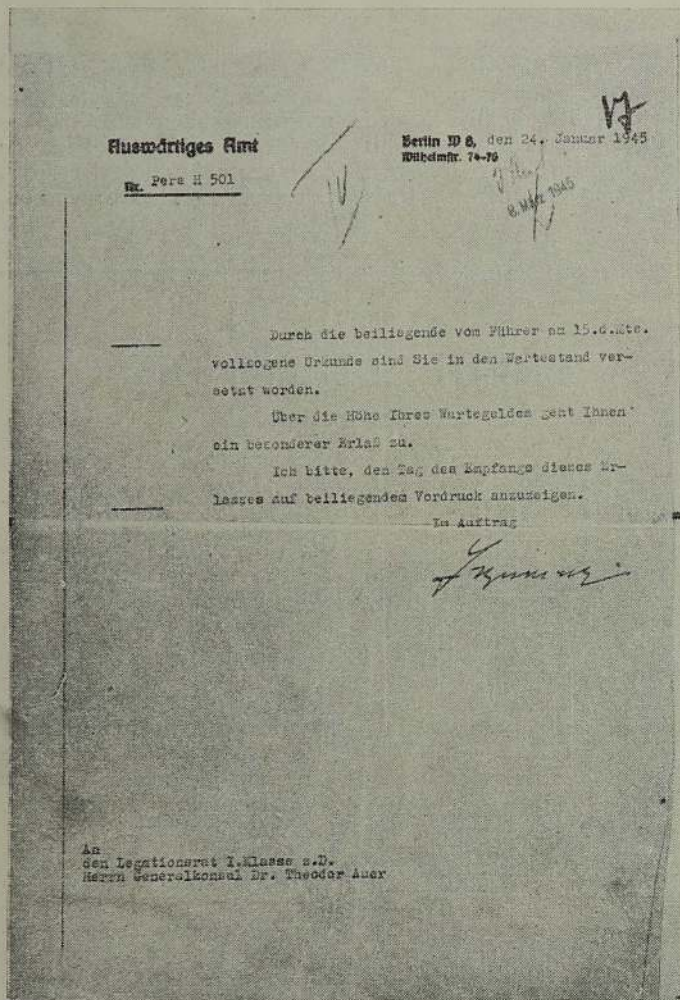 Auswärtiges Amt
Nr. Pers H 501
Berlin W 8, den 24. Januar 1945
Wilhelmstr. 74-76
8. März 1945
Durch die beiliegende vom Führer am 15.d.Mts.
vollzogene Urkunde sind Sie in den Wartestand ver-
setzt worden.
Über die Höhe Ihres Wartegeldes geht Ihnen
ein besonderer Erlaß zu.
Ich bitte, den Tag des Empfangs dieses Er-
lasses auf beiliegendem Vordruck anzuzeigen.
Im Auftrag
An
den Legationsrat I.Klasse z.D.
Herrn Generalkonsul Dr. Theodor Auer